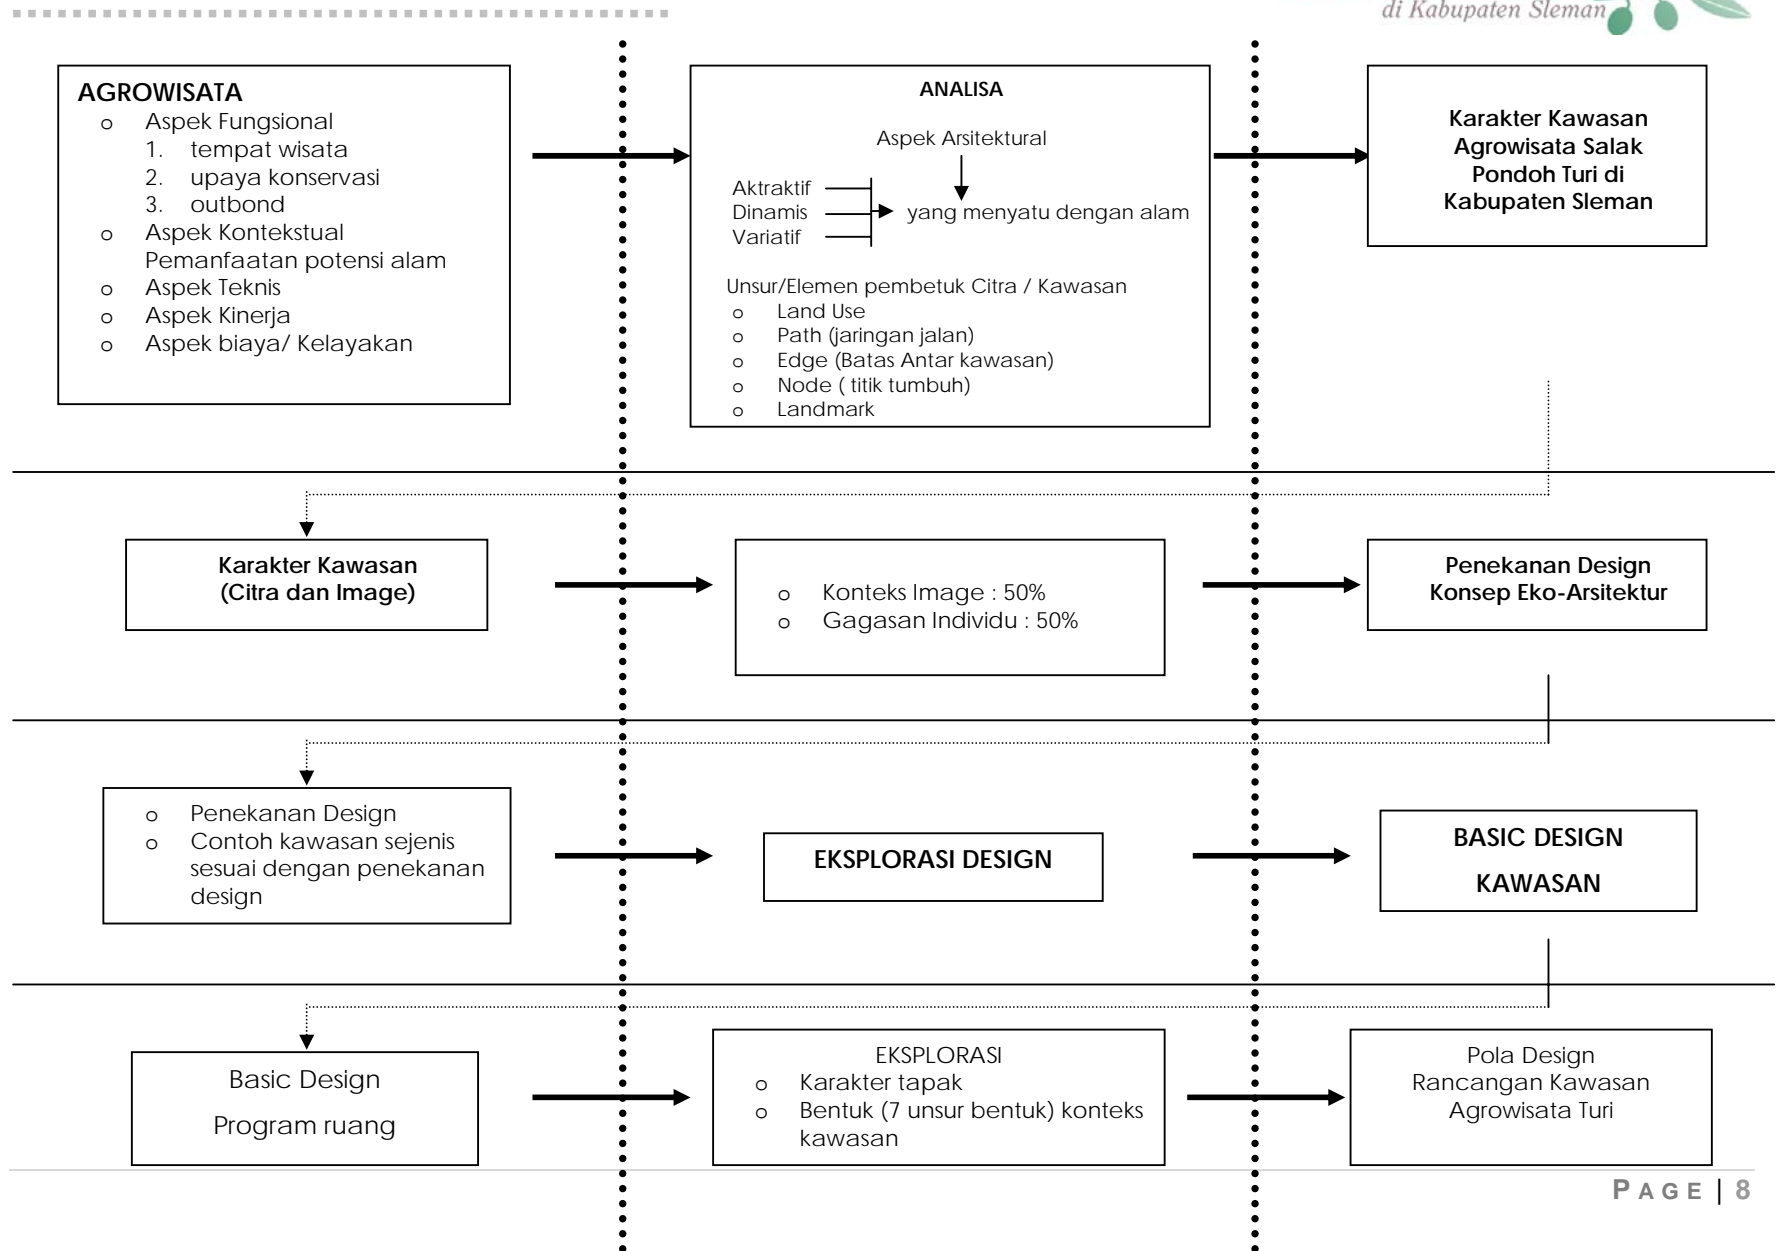 di Kabupaten Sleman
AGROWISATA
o Aspek Fungsional
1. tempat wisata
2. upaya konservasi
3. outbond
o Aspek Kontekstual
Pemanfaatan potensi alam
o Aspek Teknis
o Aspek Kinerja
o Aspek biaya/ Kelayakan
ANALISA
Aspek Arsitektural
Aktraktif
Dinamis
Variatif
yang menyatu dengan alam
Unsur/Elemen pembetuk Citra / Kawasan
o Land Use
o Path (jaringan jalan)
o Edge (Batas Antar kawasan)
o Node ( titik tumbuh)
o Landmark
Karakter Kawasan
Agrowisata Salak
Pondoh Turi di
Kabupaten Sleman
Karakter Kawasan
(Citra dan Image)
o Konteks Image : 50%
o Gagasan Individu : 50%
Penekanan Design
Konsep Eko-Arsitektur
o Penekanan Design
o Contoh kawasan sejenis
sesuai dengan penekanan
design
EKSPLORASI DESIGN
BASIC DESIGN
KAWASAN
Basic Design
Program ruang
EKSPLORASI
o Karakter tapak
o Bentuk (7 unsur bentuk) konteks
kawasan
Pola Design
Rancangan Kawasan
Agrowisata Turi
PAGE | 8